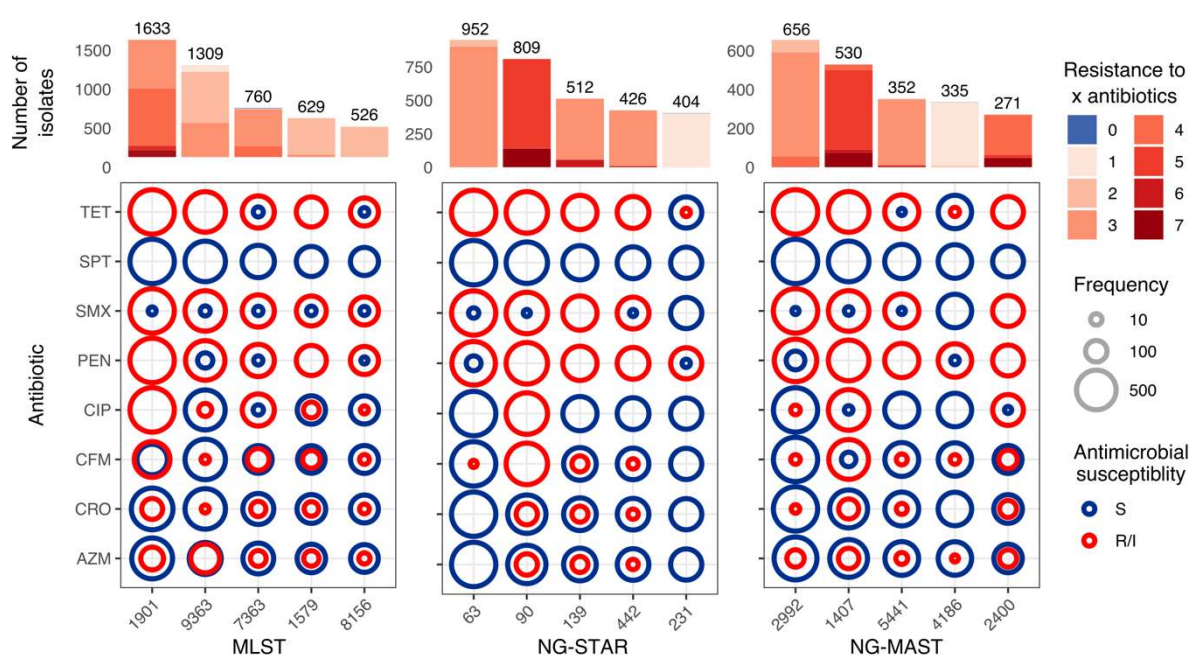 Number of
isolates
1500
1000
500
0
1633
1309
760
629
526
750
500
250
0
952
809
512
426
404
600
400
200
0
656
530
352
335
271
Resistance to
x antibiotics
0
4
1
5
2
6
3
7
Antibiotic
TET
SPT
SMX
PEN
CIP
CFM
CRO
AZM
1901
9363
7363
1579
8156
MLST
63
90
139
442
231
NG-STAR
2992
1407
5441
4186
2400
NG-MAST
Frequency
10
100
500
Antimicrobial
susceptiblity
S
R/I